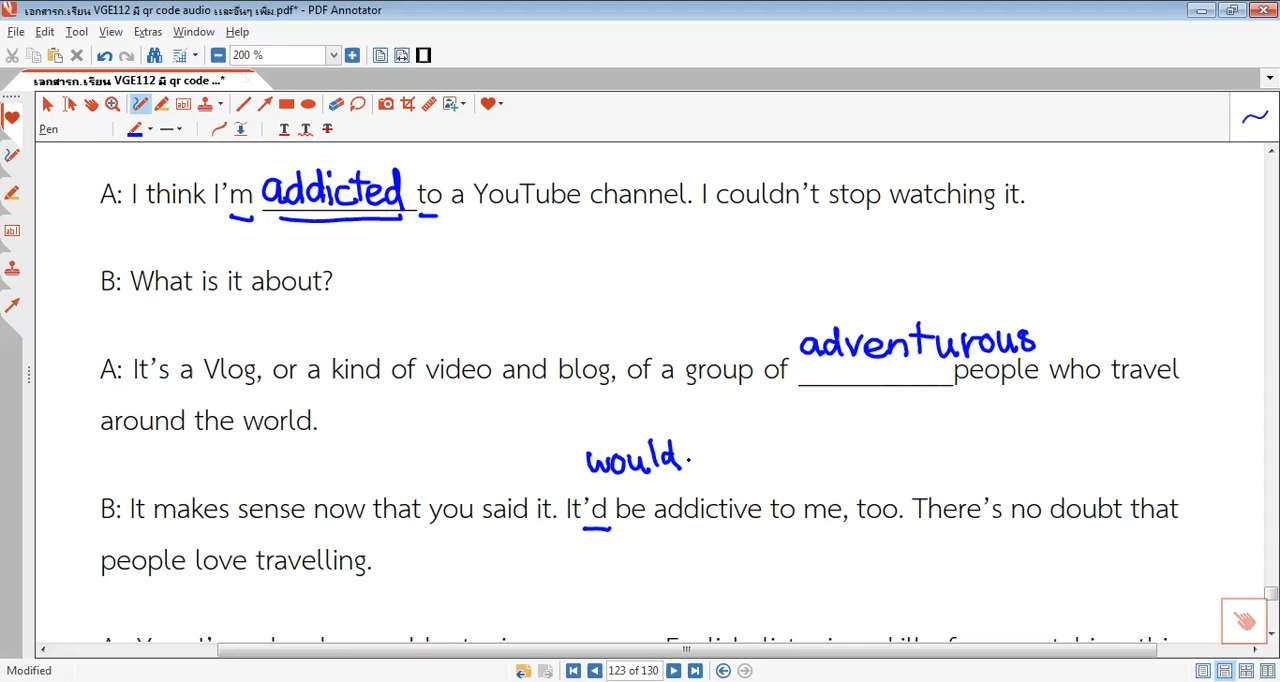 เอกสารก.เรียน VGE112 มี qr code audio และอื่นๆ เพิ่ม.pdf* - PDF Annotator
File Edit Tool View Extras Window Help
200 %
เอกสารก.เรียน VGE112 มี qr code ...*
Pen
A: I think I'm addicted to a YouTube channel. I couldn't stop watching it.
B: What is it about?
adventurous
A: It's a Vlog, or a kind of video and blog, of a group of ____________people who travel
around the world.
would
B: It makes sense now that you said it. It'd be addictive to me, too. There's no doubt that
people love travelling.
Modified
123 of 130